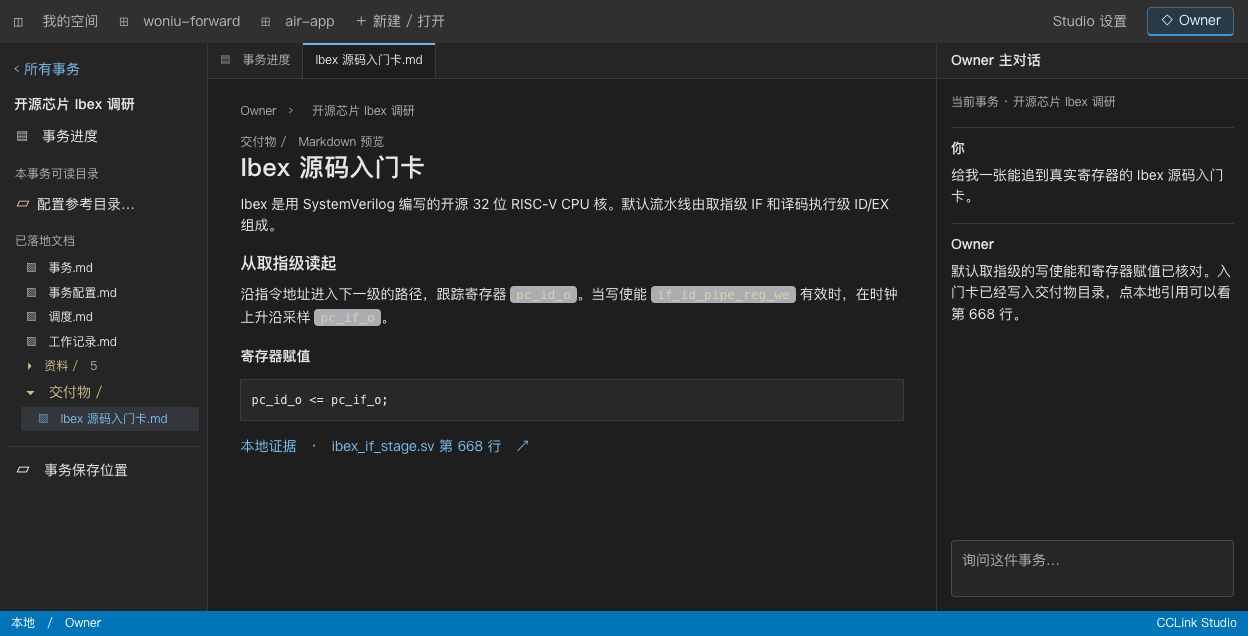 我的空间 woniu-forward air-app + 新建 / 打开 Studio 设置 ◇ Owner
‹ 所有事务
开源芯片 Ibex 调研
事务进度
本事务可读目录
配置参考目录…
已落地文档
事务.md
事务配置.md
调度.md
工作记录.md
资料 / 5
交付物 /
Ibex 源码入门卡.md
事务保存位置
事务进度 Ibex 源码入门卡.md
Owner › 开源芯片 Ibex 调研
交付物 / Markdown 预览
Ibex 源码入门卡
Ibex 是用 SystemVerilog 编写的开源 32 位 RISC-V CPU 核。默认流水线由取指级 IF 和译码执行级 ID/EX
组成。
从取指级读起
沿指令地址进入下一级的路径，跟踪寄存器 pc_id_o。当写使能 if_id_pipe_reg_we 有效时，在时钟
上升沿采样 pc_if_o。
寄存器赋值
pc_id_o <= pc_if_o;
本地证据 · ibex_if_stage.sv 第 668 行 ↗
Owner 主对话
当前事务 · 开源芯片 Ibex 调研
你
给我一张能追到真实寄存器的 Ibex 源码入门
卡。
Owner
默认取指级的写使能和寄存器赋值已核对。入
门卡已经写入交付物目录，点本地引用可以看
第 668 行。
询问这件事务…
本地 / Owner CCLink Studio